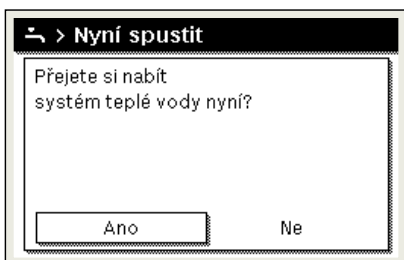 > Nyní spustit
Přejete si nabít
systém teplé vody nyní?
Ano
Ne